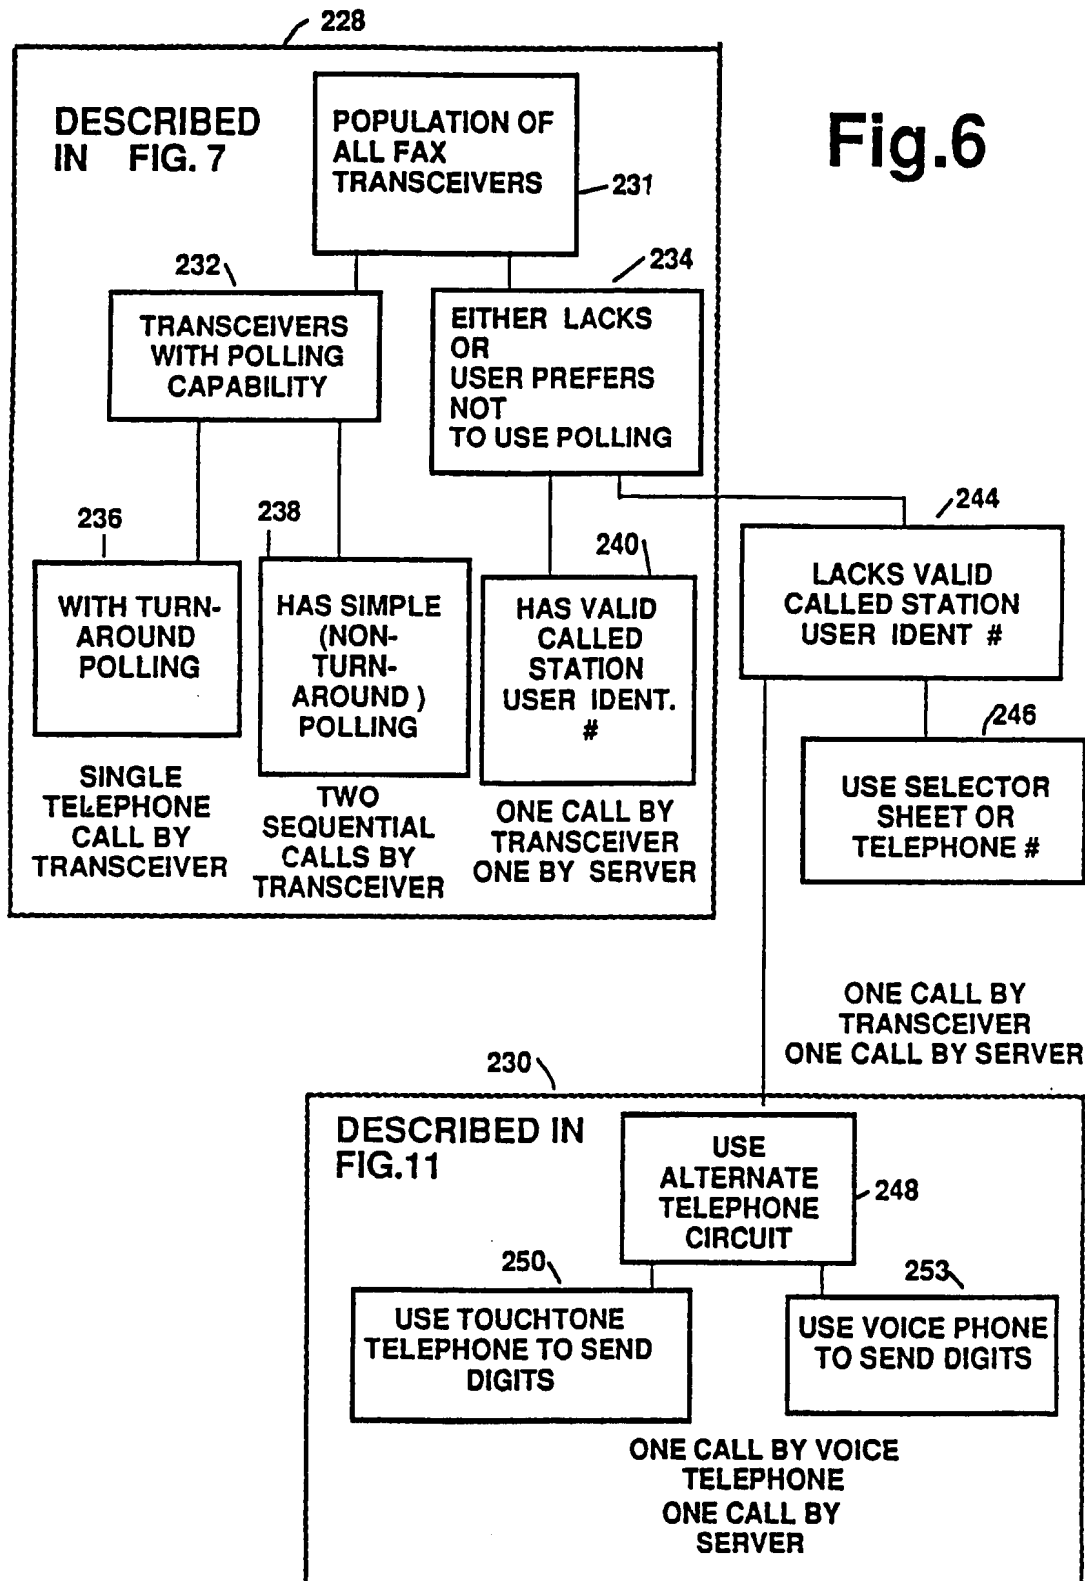 228
DESCRIBED
IN FIG. 7
POPULATION OF
ALL FAX
TRANSCEIVERS
231
Fig.6
232
234
TRANSCEIVERS
WITH POLLING
CAPABILITY
EITHER LACKS
OR
USER PREFERS
NOT
TO USE POLLING
236
238
240
244
WITH TURN-
AROUND
POLLING
HAS SIMPLE
(NON-
TURN-
AROUND )
POLLING
HAS VALID
CALLED
STATION
USER IDENT.
#
LACKS VALID
CALLED STATION
USER IDENT #
246
USE SELECTOR
SHEET OR
TELEPHONE #
SINGLE
TELEPHONE
CALL BY
TRANSCEIVER
TWO
SEQUENTIAL
CALLS BY
TRANSCEIVER
ONE CALL BY
TRANSCEIVER
ONE BY SERVER
ONE CALL BY
TRANSCEIVER
ONE CALL BY SERVER
230
DESCRIBED IN
FIG.11
USE
ALTERNATE
TELEPHONE
CIRCUIT
248
250
253
USE TOUCHTONE
TELEPHONE TO SEND
DIGITS
USE VOICE PHONE
TO SEND DIGITS
ONE CALL BY VOICE
TELEPHONE
ONE CALL BY
SERVER